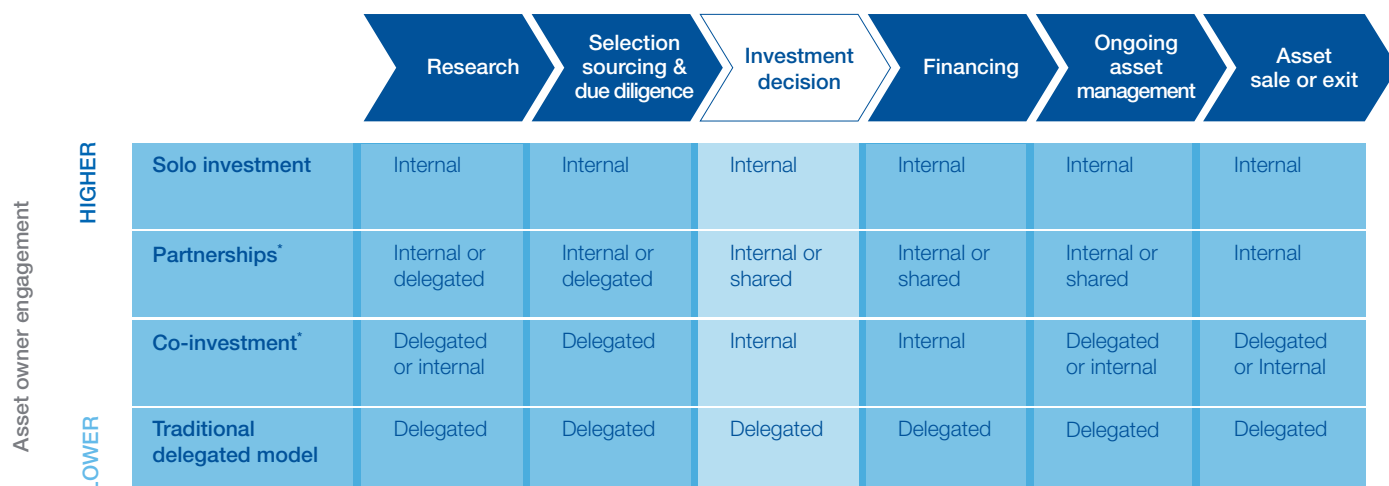 Research
Selection
sourcing &
due diligence
Investment
decision
Financing
Ongoing
asset
management
Asset
sale or exit
Asset owner engagement
HIGHER
LOWER
Solo investment
Internal
Internal
Internal
Internal
Internal
Internal
Partnerships*
Internal or
delegated
Internal or
delegated
Internal or
shared
Internal or
shared
Internal or
shared
Internal
Co-investment*
Delegated
or internal
Delegated
Internal
Internal
Delegated
or internal
Delegated
or Internal
Traditional
delegated model
Delegated
Delegated
Delegated
Delegated
Delegated
Delegated